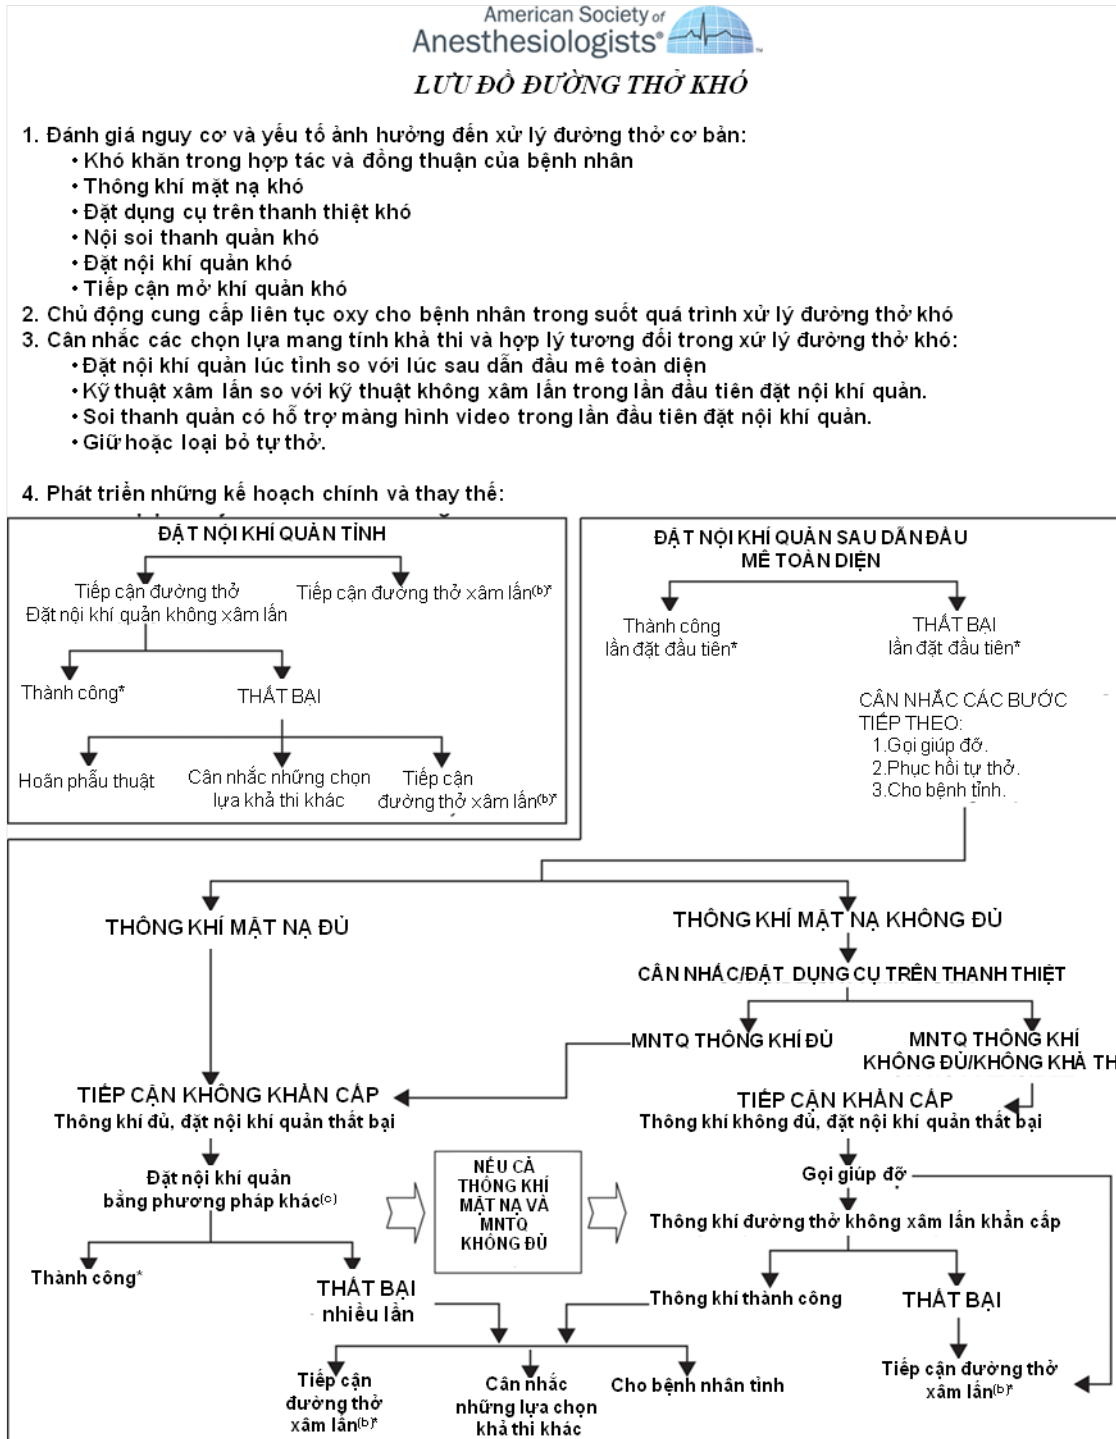 American Society of
Anesthesiologists®
LƯU ĐỒ ĐƯỜNG THỞ KHÓ
1. Đánh giá nguy cơ và yếu tố ảnh hưởng đến xử lý đường thở cơ bản:
• Khó khăn trong hợp tác và đồng thuận của bệnh nhân
• Thông khí mặt nạ khó
• Đặt dụng cụ trên thanh thiệt khó
• Nội soi thanh quản khó
• Đặt nội khí quản khó
• Tiếp cận mở khí quản khó
2. Chủ động cung cấp liên tục oxy cho bệnh nhân trong suốt quá trình xử lý đường thở khó
3. Cân nhắc các chọn lựa mang tính khả thi và hợp lý tương đối trong xứ lý đường thở khó:
• Đặt nội khí quản lúc tỉnh so với lúc sau dẫn đầu mê toàn diện
• Kỹ thuật xâm lấn so với kỹ thuật không xâm lấn trong lần đầu tiên đặt nội khí quản.
• Soi thanh quản có hỗ trợ màng hình video trong lần đầu tiên đặt nội khí quản.
• Giữ hoặc loại bỏ tự thở.
4. Phát triển những kế hoạch chính và thay thế:
ĐẶT NỘI KHÍ QUẢN TỈNH
Tiếp cận đường thở
Đặt nội khí quản không xâm lấn
Tiếp cận đường thở xâm lấn(b)*
Thành công*
THẤT BẠI
Hoãn phẫu thuật
Cân nhắc những chọn
lựa khả thi khác
Tiếp cận
đường thở xâm lấn(b)*
ĐẶT NỘI KHÍ QUẢN SAU DẪN ĐẦU
MÊ TOÀN DIỆN
Thành công
lần đặt đầu tiên*
THẤT BẠI
lần đặt đầu tiên*
CÂN NHẮC CÁC BƯỚC
TIẾP THEO:
1.Gọi giúp đỡ.
2.Phục hồi tự thở.
3.Cho bệnh tỉnh.
THÔNG KHÍ MẶT NẠ ĐỦ
THÔNG KHÍ MẶT NẠ KHÔNG ĐỦ
CÂN NHẮC/ĐẶT DỤNG CỤ TRÊN THANH THIỆT
MNTQ THÔNG KHÍ ĐỦ
MNTQ THÔNG KHÍ
KHÔNG ĐỦ/KHÔNG KHẢ TH
TIẾP CẬN KHÔNG KHẨN CẤP
Thông khí đủ, đặt nội khí quản thất bại
TIẾP CẬN KHẨN CẤP
Thông khí không đủ, đặt nội khí quản thất bại
Đặt nội khí quản
bằng phương pháp khác(c)
NẾU CẢ
THÔNG KHÍ
MẶT NẠ VÀ
MNTQ
KHÔNG ĐỦ
Gọi giúp đỡ
Thông khí đường thở không xâm lấn khẩn cấp
Thành công*
THẤT BẠI
nhiều lần
Thông khí thành công
THẤT BẠI
Tiếp cận
đường thở
xâm lấn(b)*
Cân nhắc
những lựa chọn
khả thi khác
Cho bệnh nhân tỉnh
Tiếp cận đường thở
xâm lấn(b)*